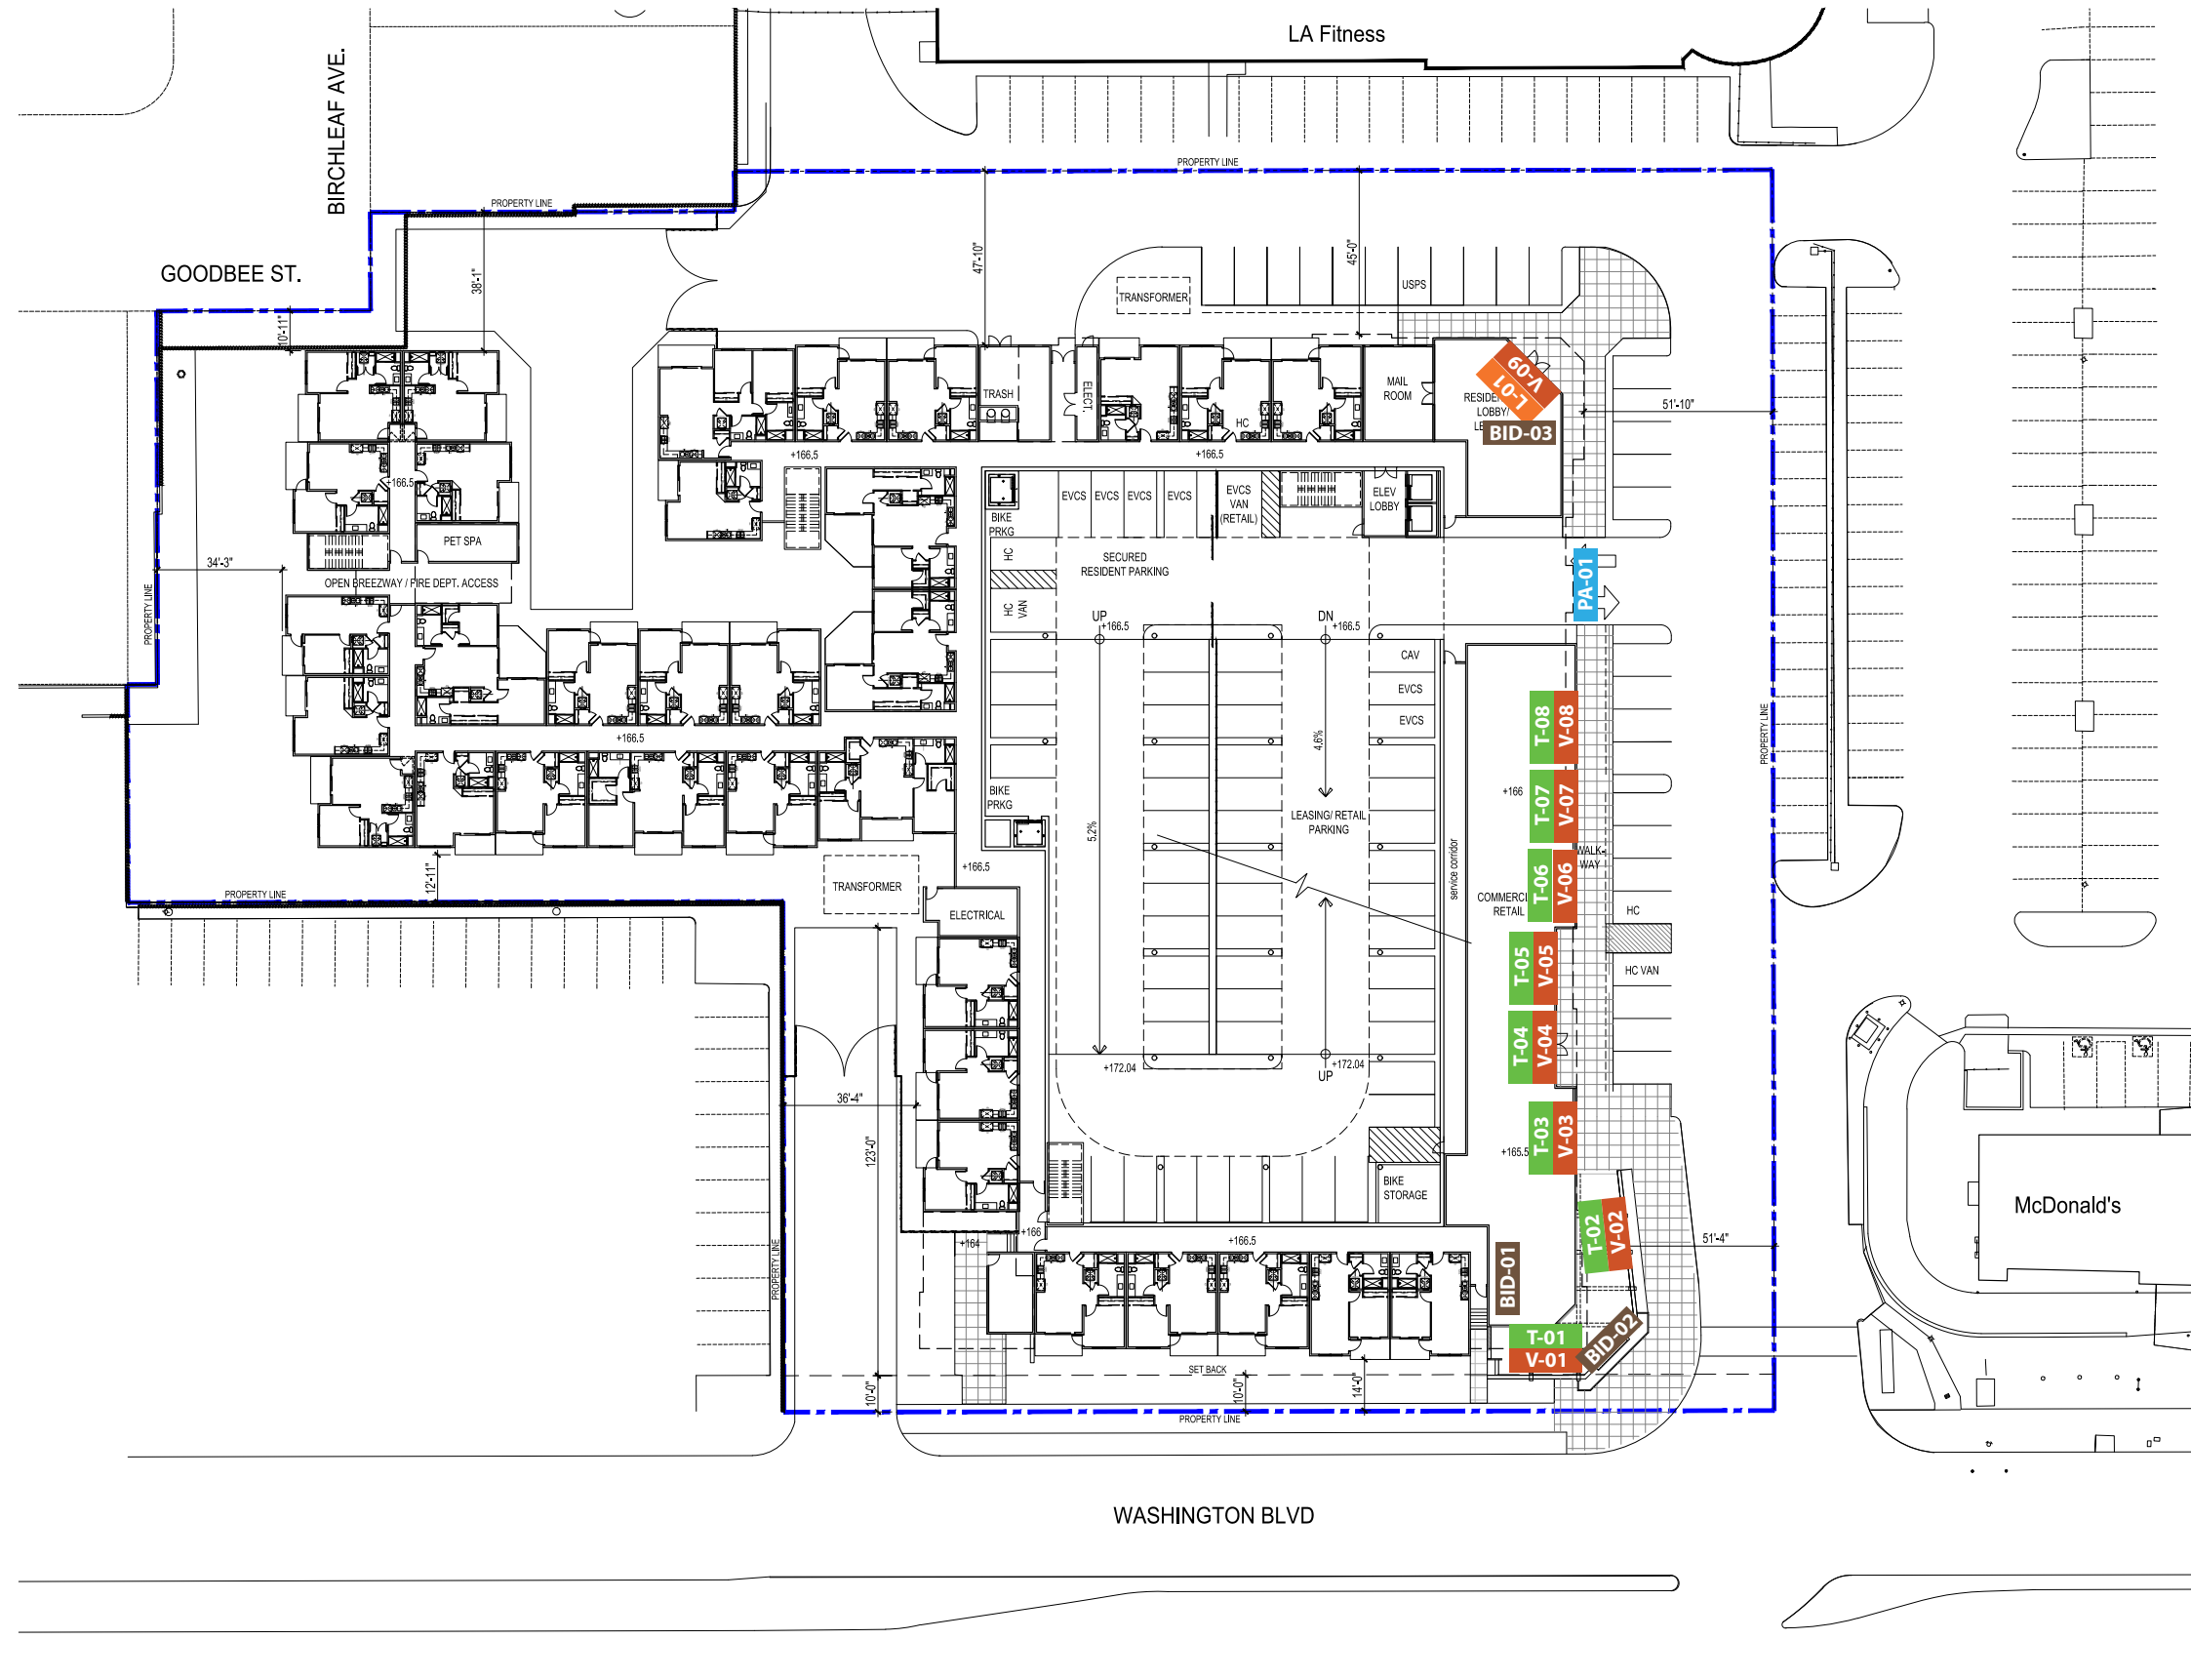 LA Fitness
BIRCHLEAF AVE.
PROPERTY LINE
PROPERTY LINE
GOODBEE ST.
38'-1"
47'-10"
45'-0"
USPS
TRANSFORMER
10'-11"
TRASH
ELECT.
HC
MAIL
ROOM
LOBBY/
V-09
L-01
BID-03
51'-10"
+166.5
+166.5
+166.5
EVCS
EVCS
EVCS
EVCS
EVCS
VAN
(RETAIL)
ELEV
LOBBY
BIKE
PRKG
PET SPA
HC
SECURED
RESIDENT PARKING
34'-3"
OPEN BREEZWAY / FIRE DEPT. ACCESS
PROPERTY LINE
HC
VAN
PA-01
UP
+166.5
DN
+166.5
CAV
EVCS
EVCS
T-08
V-08
PROPERTY LINE
+166.5
4.6%
BIKE
PRKG
+166
T-07
V-07
5.2%
LEASING/ RETAIL
PARKING
service corridor
WALK-
WAY
T-06
V-06
+166.5
12'-11"
TRANSFORMER
PROPERTY LINE
RETAIL
HC
ELECTRICAL
T-05
V-05
HC VAN
T-04
V-04
+172.04
+172.04
UP
36'-4"
123'-0"
T-03
V-03
+165.5
BIKE
STORAGE
McDonald's
T-02
V-02
+164
+166
+166.5
51'-4"
PROPERTY LINE
BID-01
T-01
V-01
BID-02
SET BACK
10'-0"
10'-0"
14'-0"
PROPERTY LINE
WASHINGTON BLVD